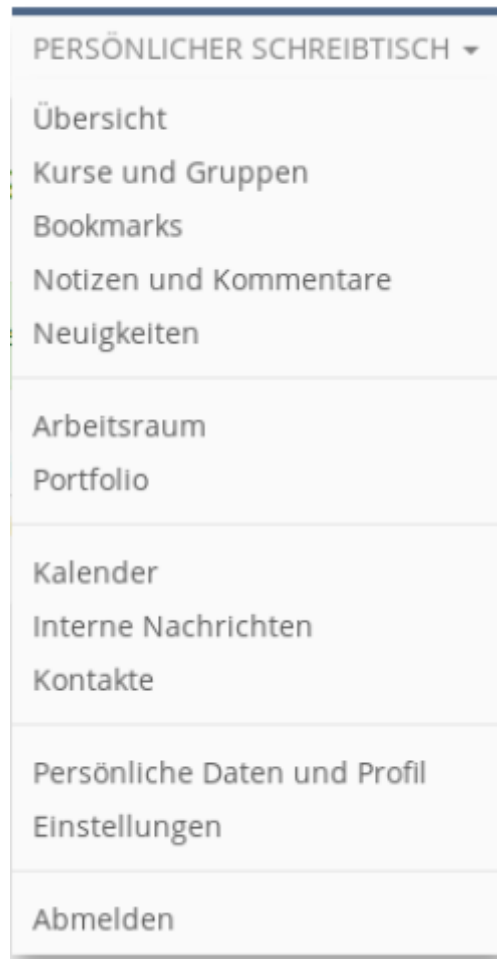 PERSÖNLICHER SCHREIBTISCH
Übersicht
Kurse und Gruppen
Bookmarks
Notizen und Kommentare
Neuigkeiten
Arbeitsraum
Portfolio
Kalender
Interne Nachrichten
Kontakte
Persönliche Daten und Profil
Einstellungen
Abmelden